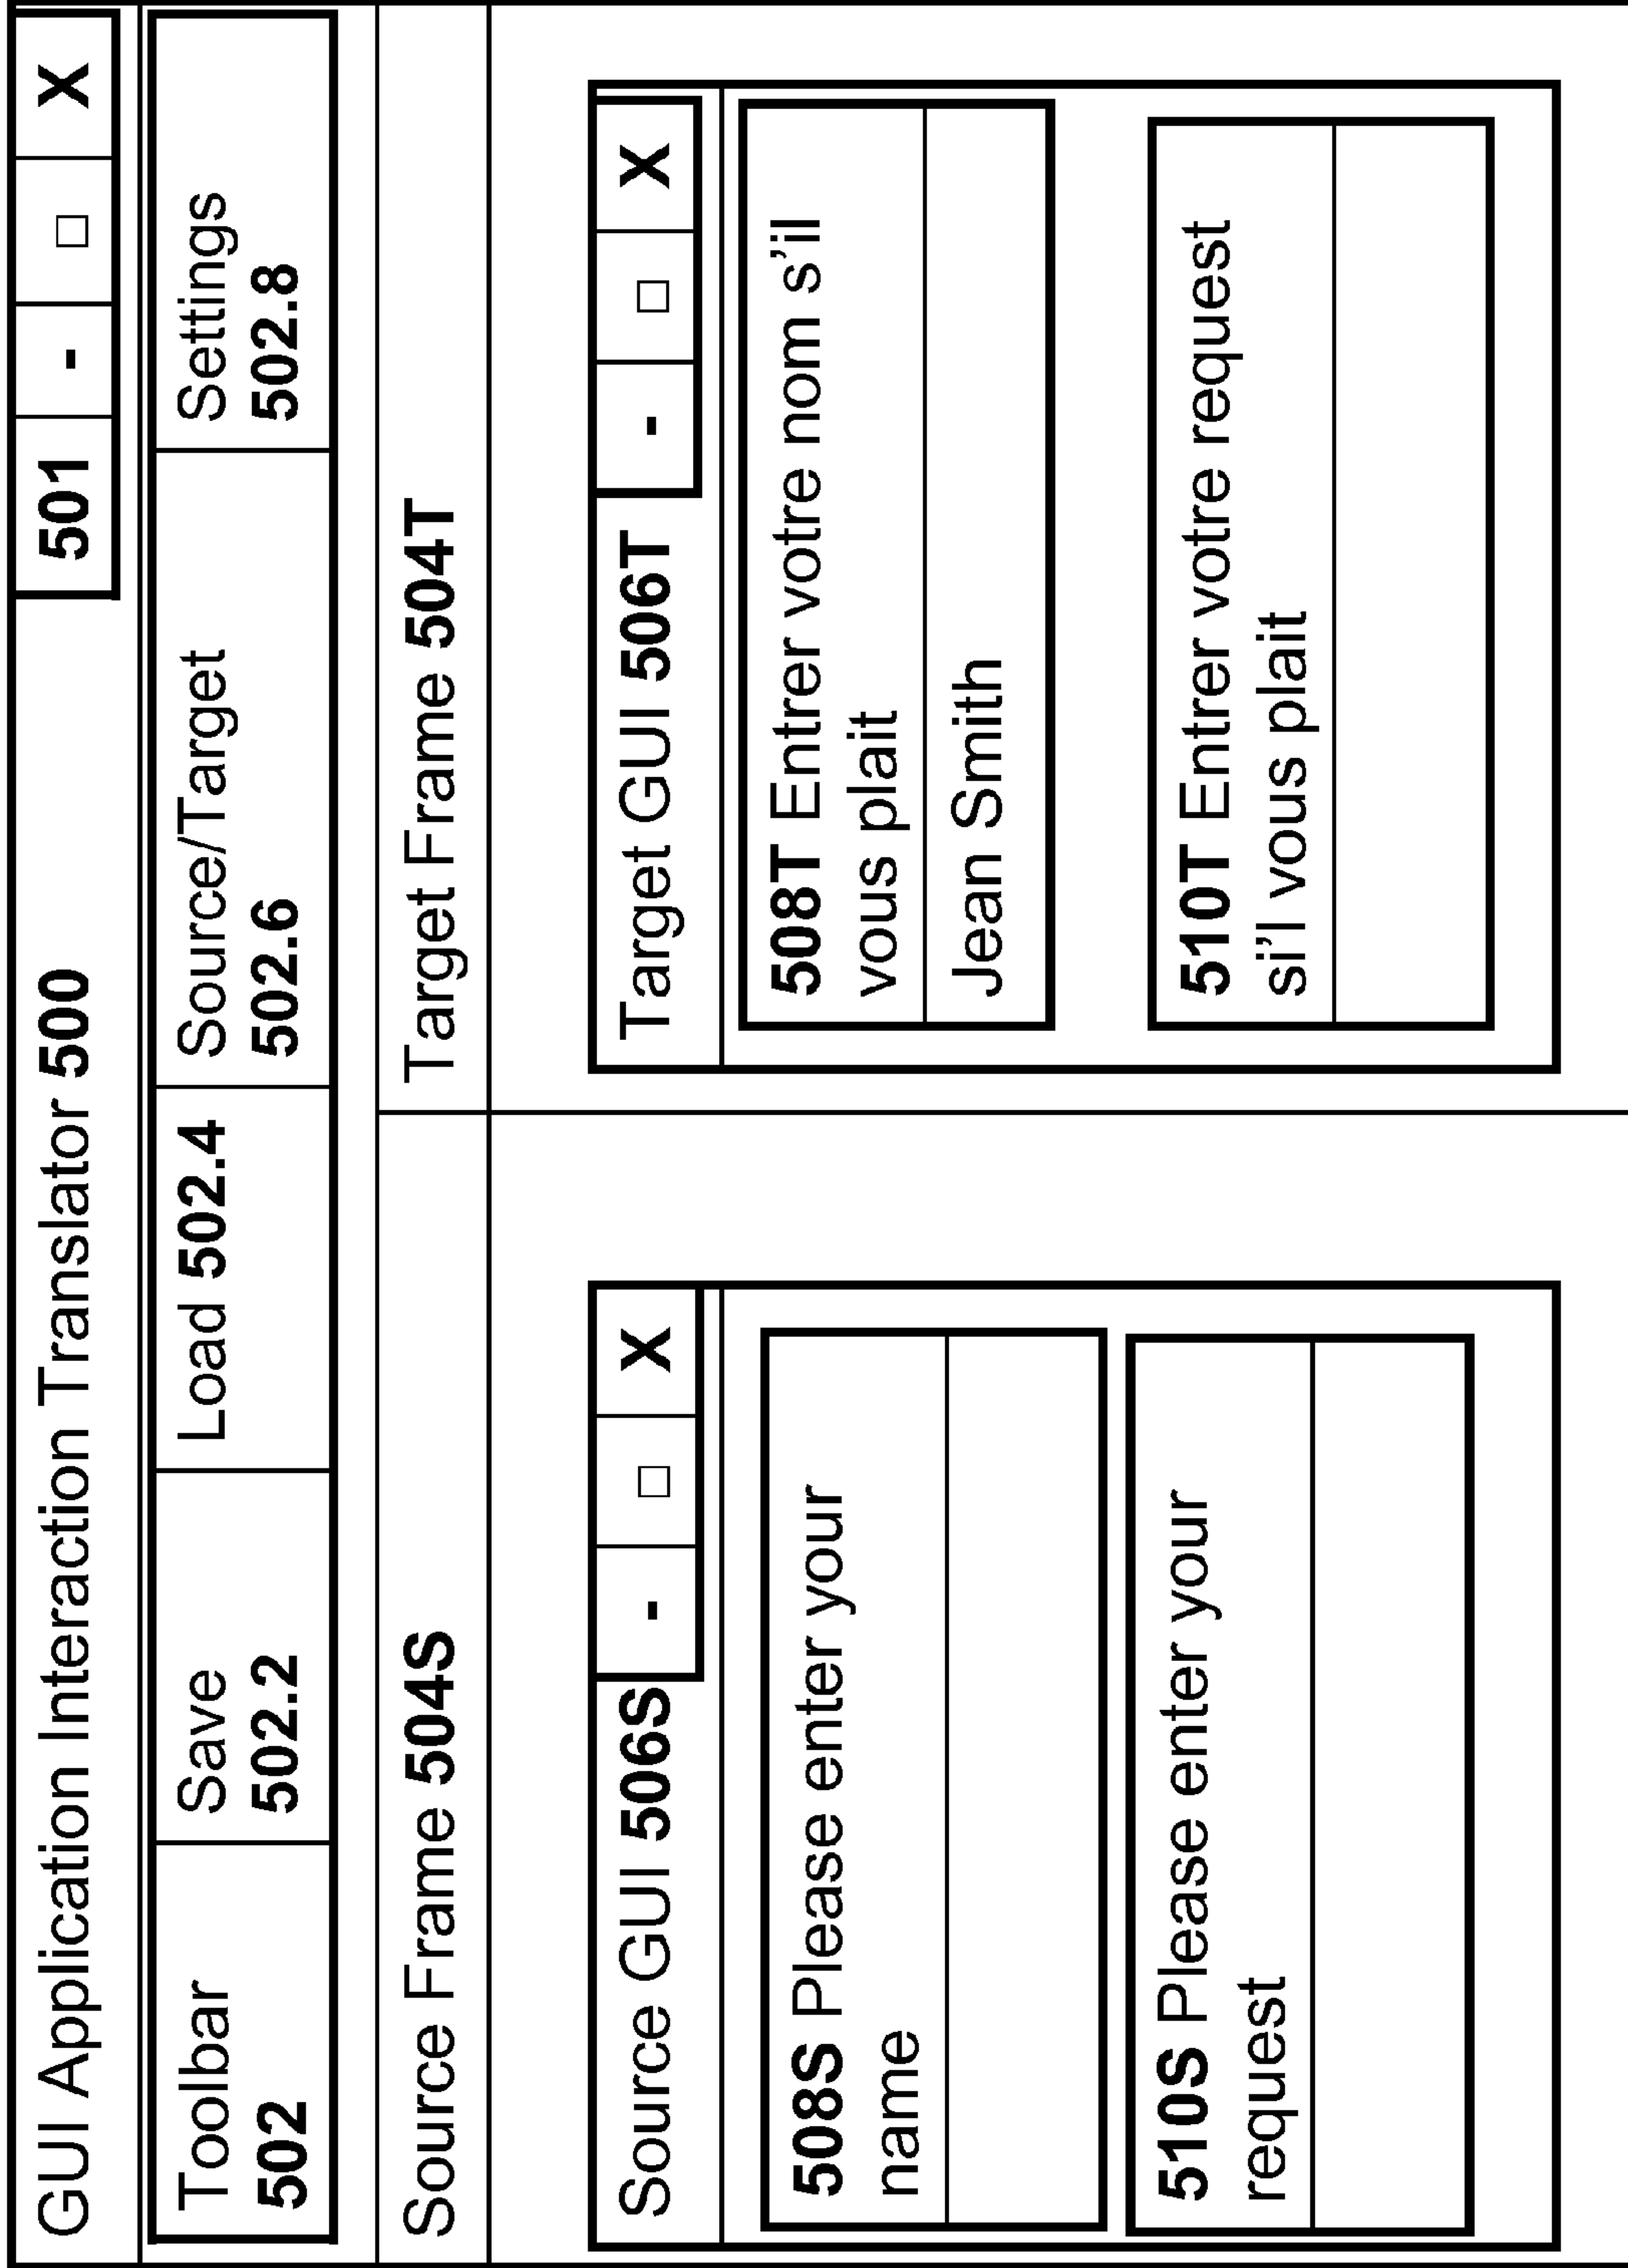 GUI Application Interaction Translator 500
501 - □ X
Toolbar
502
Save
502.2
Load 502.4
Source/Target
502.6
Settings
502.8
Source Frame 504S
Target Frame 504T
Source GUI 506S - □ X
508S Please enter your
name
510S Please enter your
request
Target GUI 506T - □ X
508T Entrer votre nom s'il
vous plait
Jean Smith
510T Entrer votre request
si'l vous plait